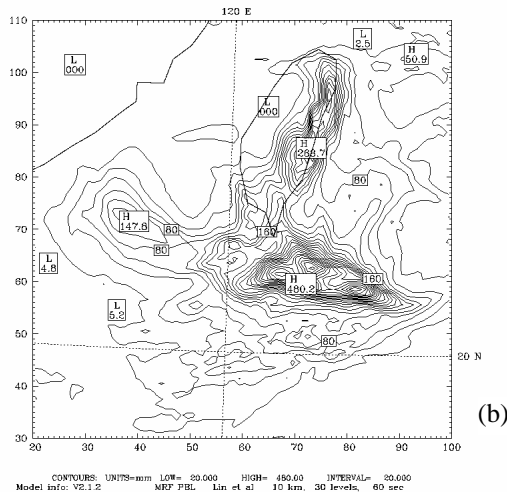 120 E
110
100
90
80
70
60
50
40
30
L
2.5
H
50.9
L
000
L
000
H
268.7
80
H
147.8
80
80
160
L
4.8
H
480.2
160
L
5.2
80
20 N
20 30 40 50 60 70 80 90 100
(b)
CONTOURS: UNITS=mm LOW= 20.000 HIGH= 480.00 INTERVAL= 20.000
Model info: V2.1.2 MRF PBL Lin et al 10 km, 30 levels, 60 sec